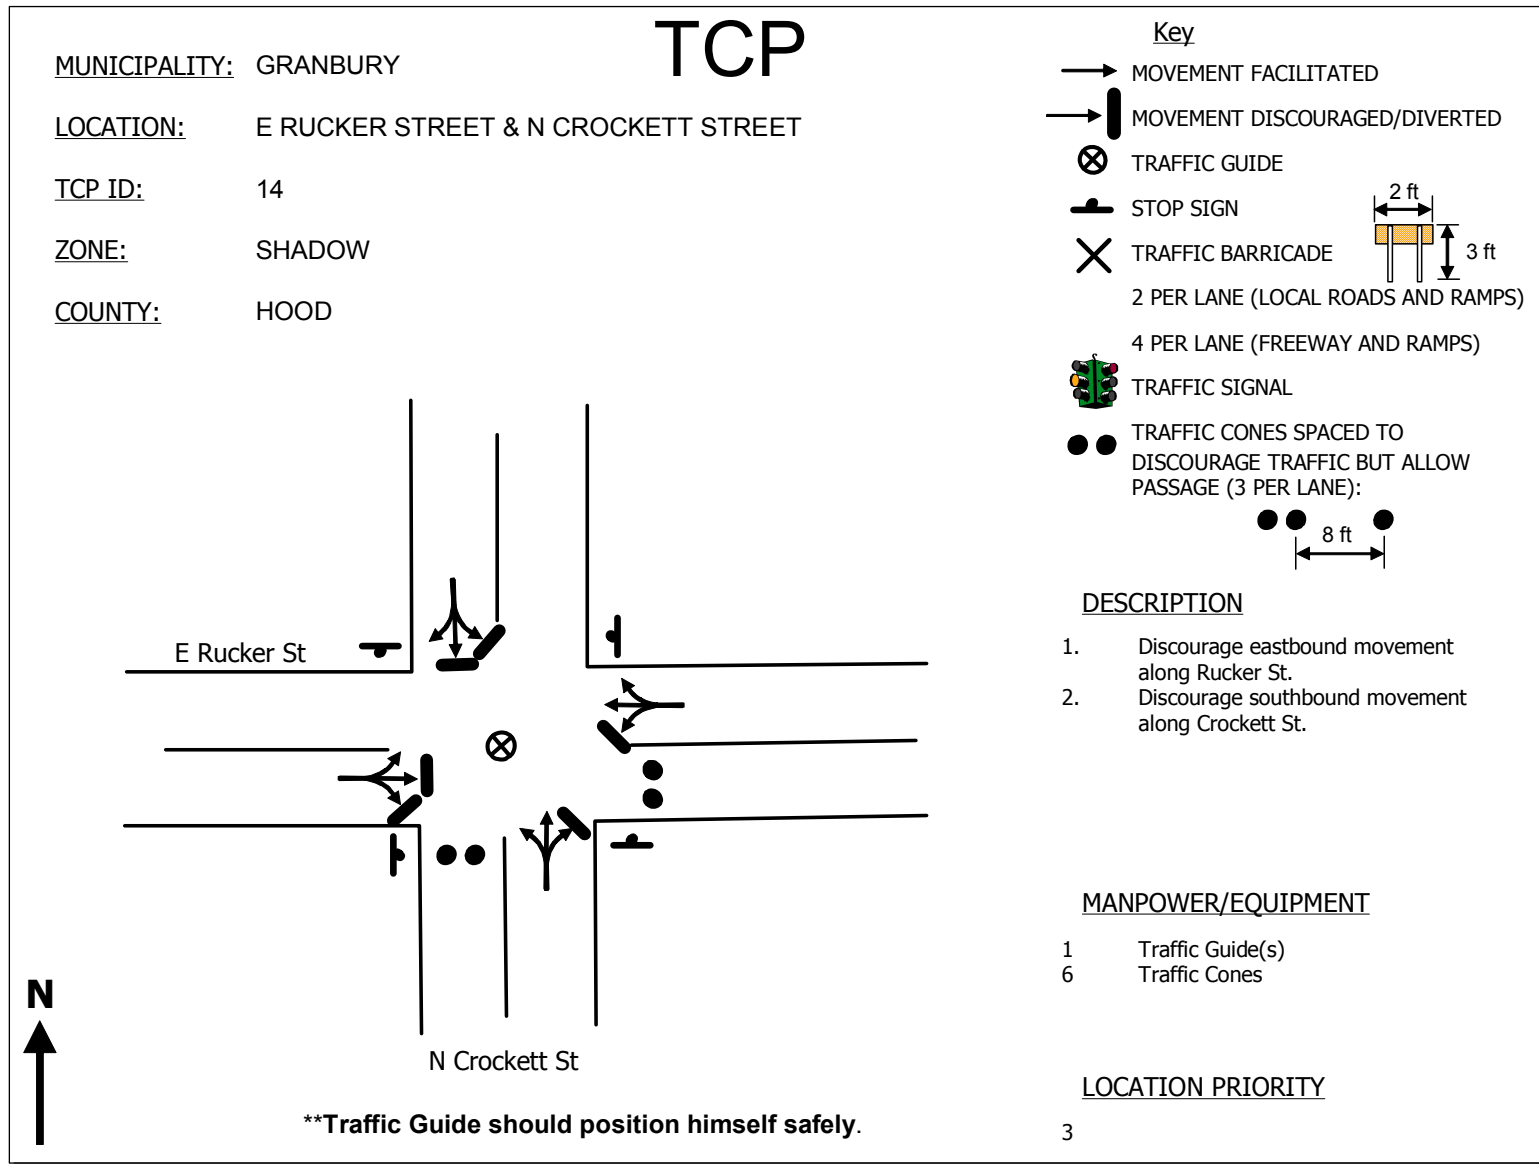 TCP
MUNICIPALITY: GRANBURY
LOCATION: E RUCKER STREET & N CROCKETT STREET
TCP ID: 14
ZONE: SHADOW
COUNTY: HOOD
Key
MOVEMENT FACILITATED
MOVEMENT DISCOURAGED/DIVERTED
TRAFFIC GUIDE
STOP SIGN
2 ft
TRAFFIC BARRICADE
3 ft
2 PER LANE (LOCAL ROADS AND RAMPS)
4 PER LANE (FREEWAY AND RAMPS)
TRAFFIC SIGNAL
TRAFFIC CONES SPACED TO
DISCOURAGE TRAFFIC BUT ALLOW
PASSAGE (3 PER LANE):
8 ft
E Rucker St
N Crockett St
N
**Traffic Guide should position himself safely.
DESCRIPTION
1. Discourage eastbound movement
along Rucker St.
2. Discourage southbound movement
along Crockett St.
MANPOWER/EQUIPMENT
1 Traffic Guide(s)
6 Traffic Cones
LOCATION PRIORITY
3